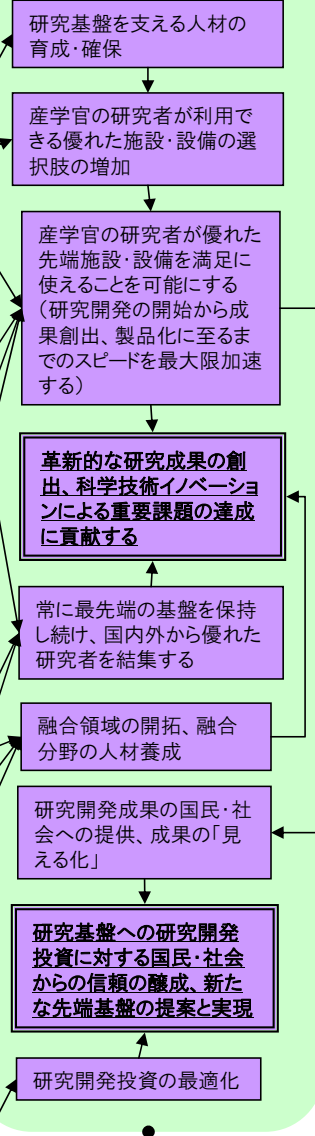 研究基盤を支える人材の
育成・確保
産学官の研究者が利用で
きる優れた施設・設備の選
択肢の増加
産学官の研究者が優れた
先端施設・設備を満足に
使えることを可能にする
（研究開発の開始から成
果創出、製品化に至るま
でのスピードを最大限加速
する）
革新的な研究成果の創
出、科学技術イノベーショ
ンによる重要課題の達成
に貢献する
常に最先端の基盤を保持
し続け、国内外から優れた
研究者を結集する
融合領域の開拓、融合
分野の人材養成
研究開発成果の国民・社
会への提供、成果の「見
える化」
研究基盤への研究開発
投資に対する国民・社会
からの信頼の醸成、新た
な先端基盤の提案と実現
研究開発投資の最適化